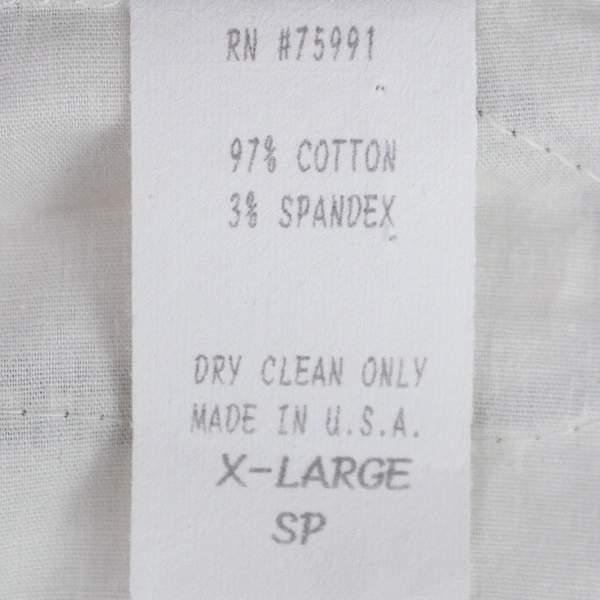 RN #75991
97% COTTON
3% SPANDEX
DRY CLEAN ONLY
MADE IN U.S.A.
X-LARGE
SP